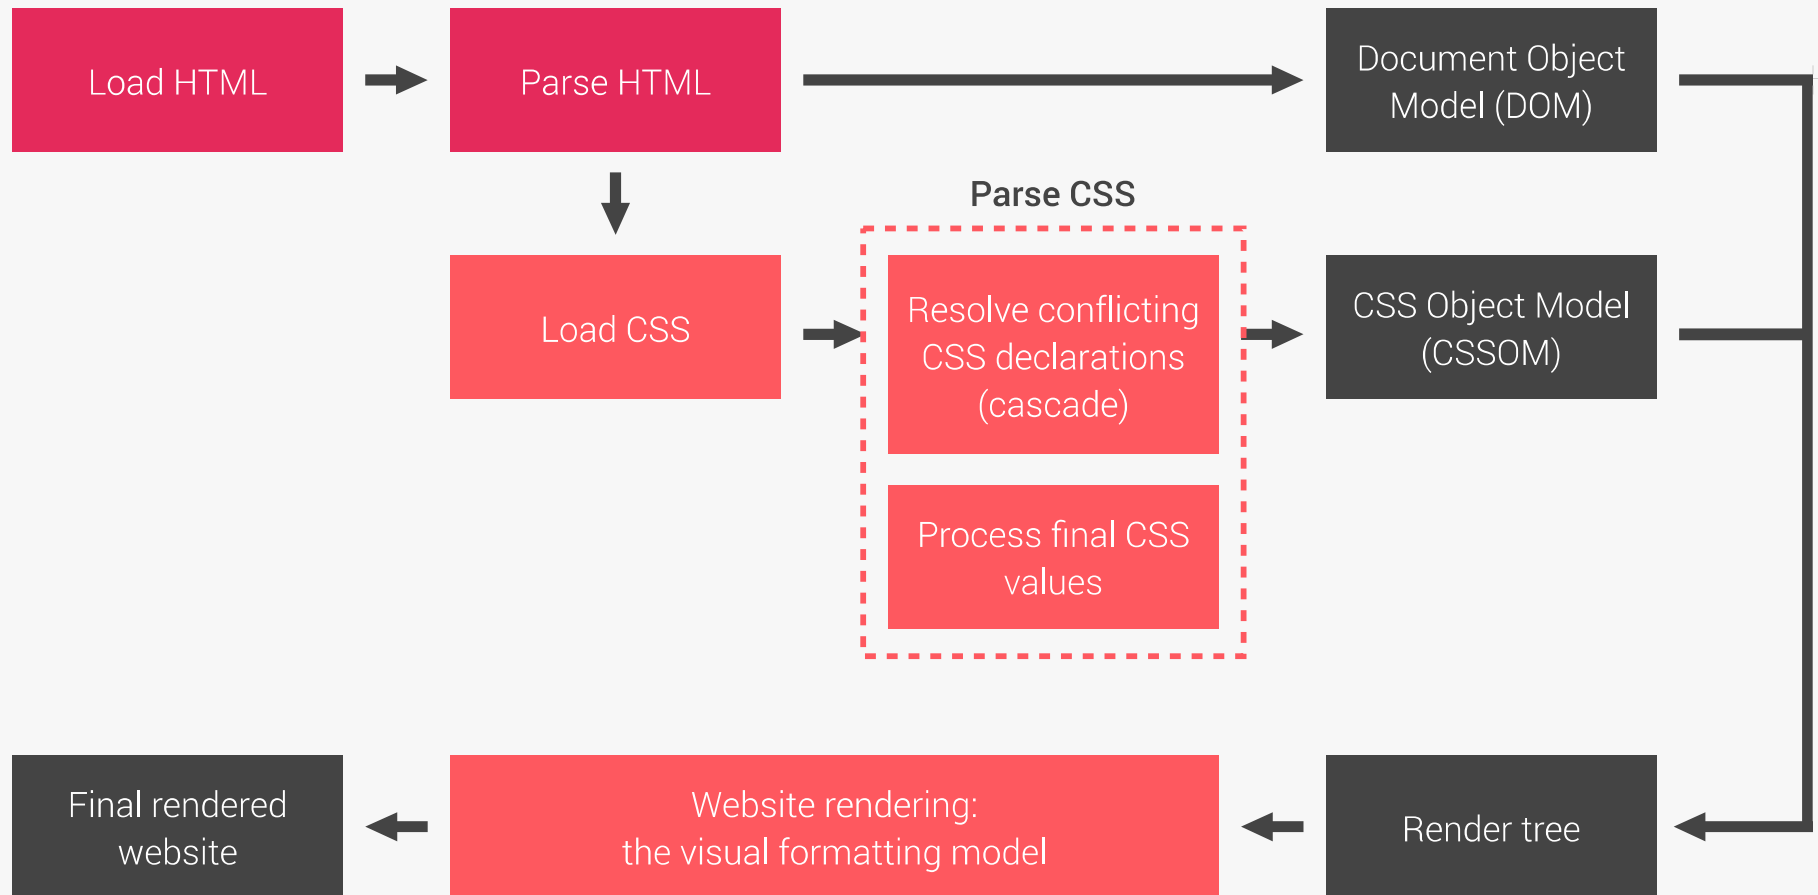 Load HTML
Parse HTML
Document Object
Model (DOM)
Parse CSS
Load CSS
Resolve conflicting
CSS declarations
(cascade)
CSS Object Model
(CSSOM)
Process final CSS
values
Final rendered
website
Website rendering:
the visual formatting model
Render tree